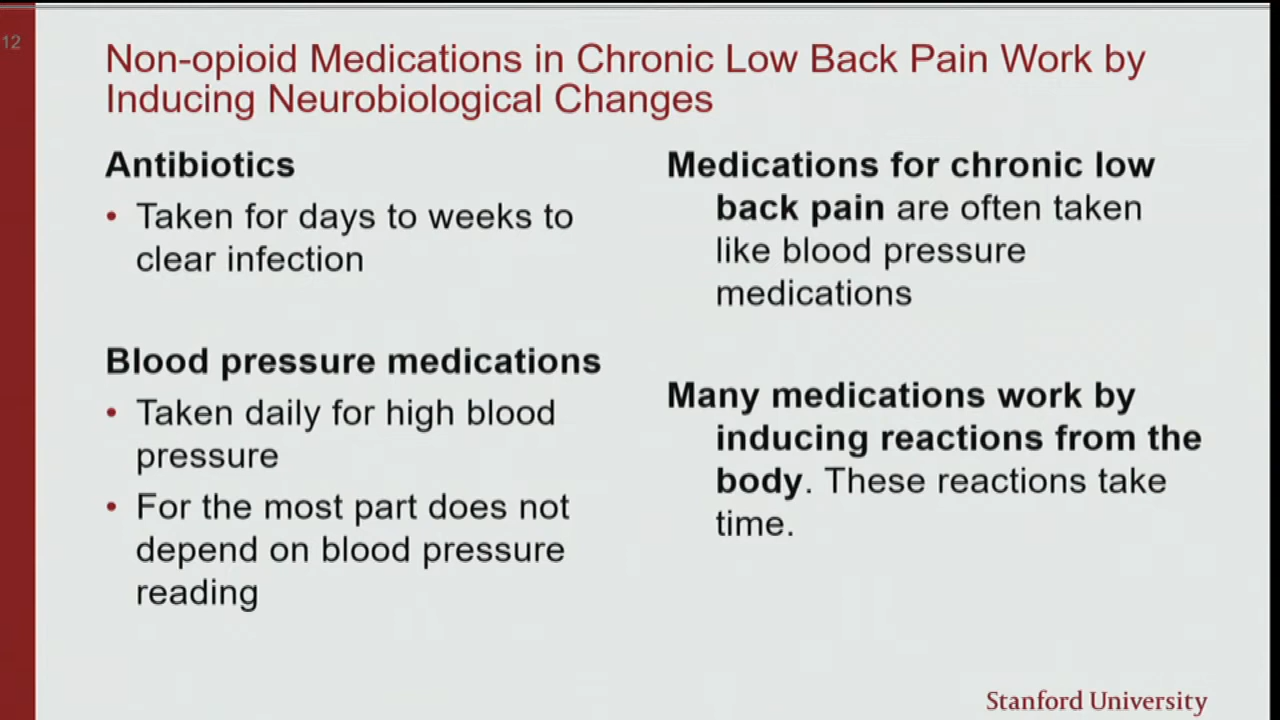 12
Non-opioid Medications in Chronic Low Back Pain Work by
Inducing Neurobiological Changes
Antibiotics
• Taken for days to weeks to
clear infection
Blood pressure medications
• Taken daily for high blood
pressure
• For the most part does not
depend on blood pressure
reading
Medications for chronic low
back pain are often taken
like blood pressure
medications
Many medications work by
inducing reactions from the
body. These reactions take
time.
Stanford University